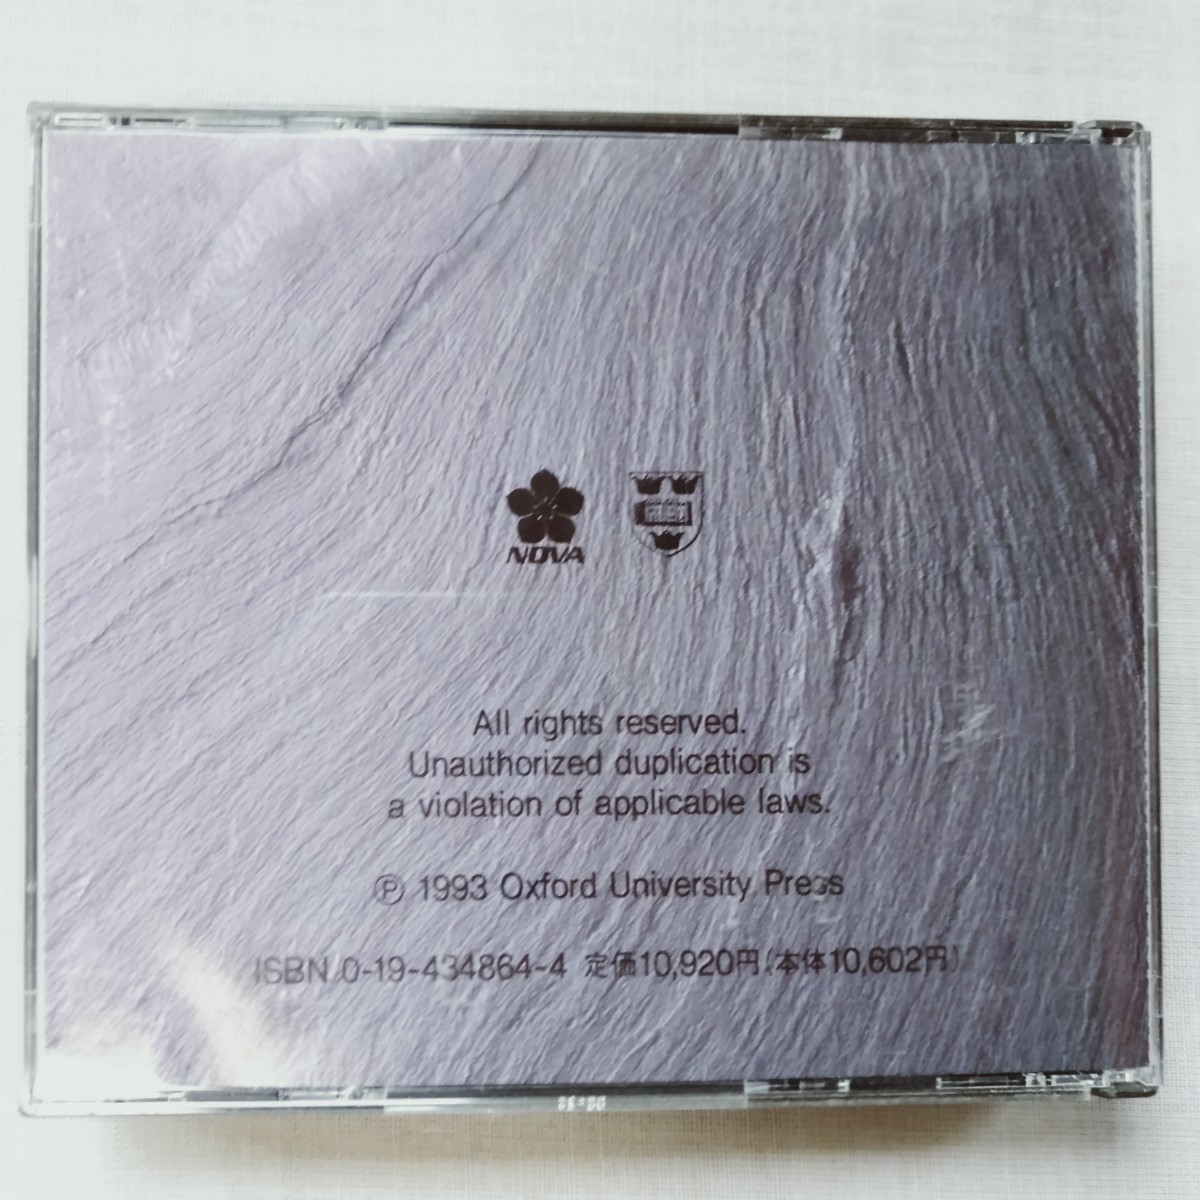 NOVA
All rights reserved.
Unauthorized duplication is
a violation of applicable laws.
Ⓟ 1993 Oxford University Press
ISBN 0-19-434864-4 定価10,920円(本体10,602円)